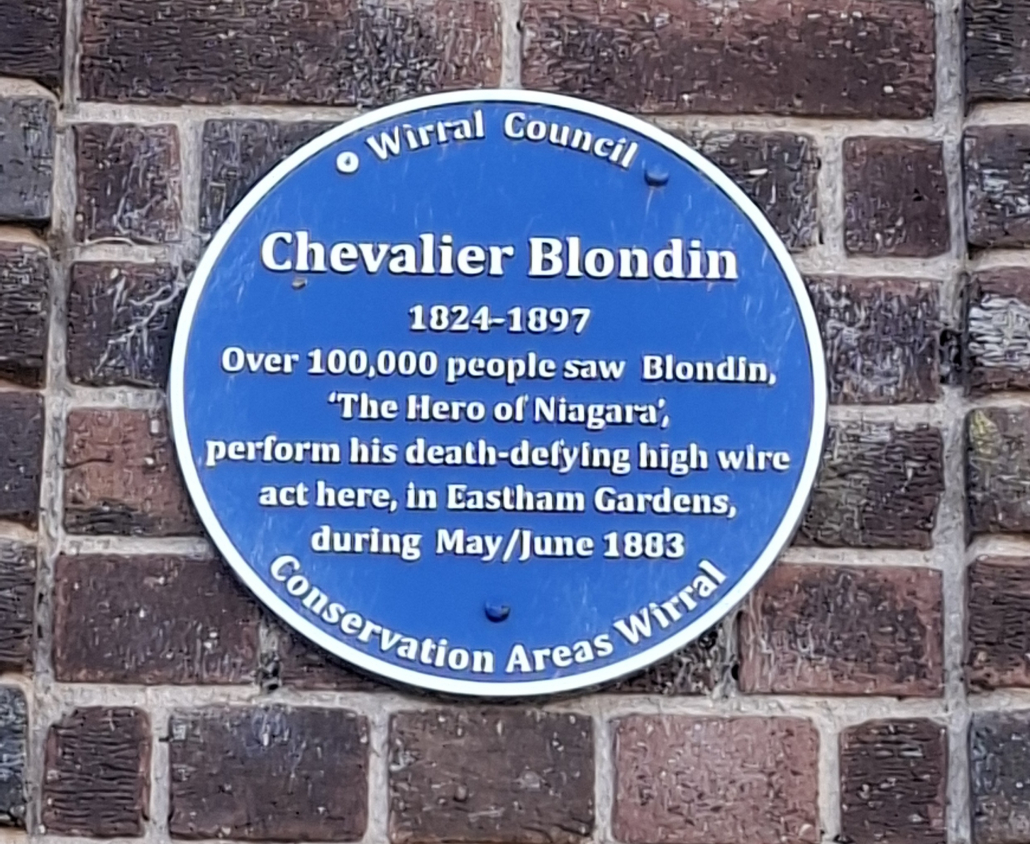 Wirral Council
Chevalier Blondin
1824-1897
Over 100,000 people saw Blondin,
‘The Hero of Niagara’,
perform his death-defying high wire
act here, in Eastham Gardens,
during May/June 1883
Conservation Areas Wirral